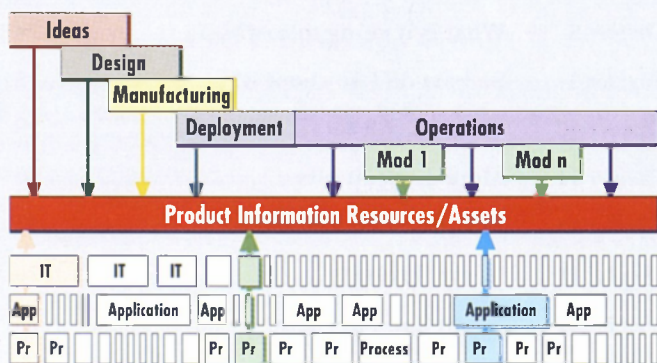 Ideas
Design
Manufacturing
Deployment Operations
Mod 1 Mod n
Product Information Resources/Assets
IT IT IT
App Application App App App Application App
Pr Pr Pr Pr Pr Pr Process Pr Pr Pr Pr